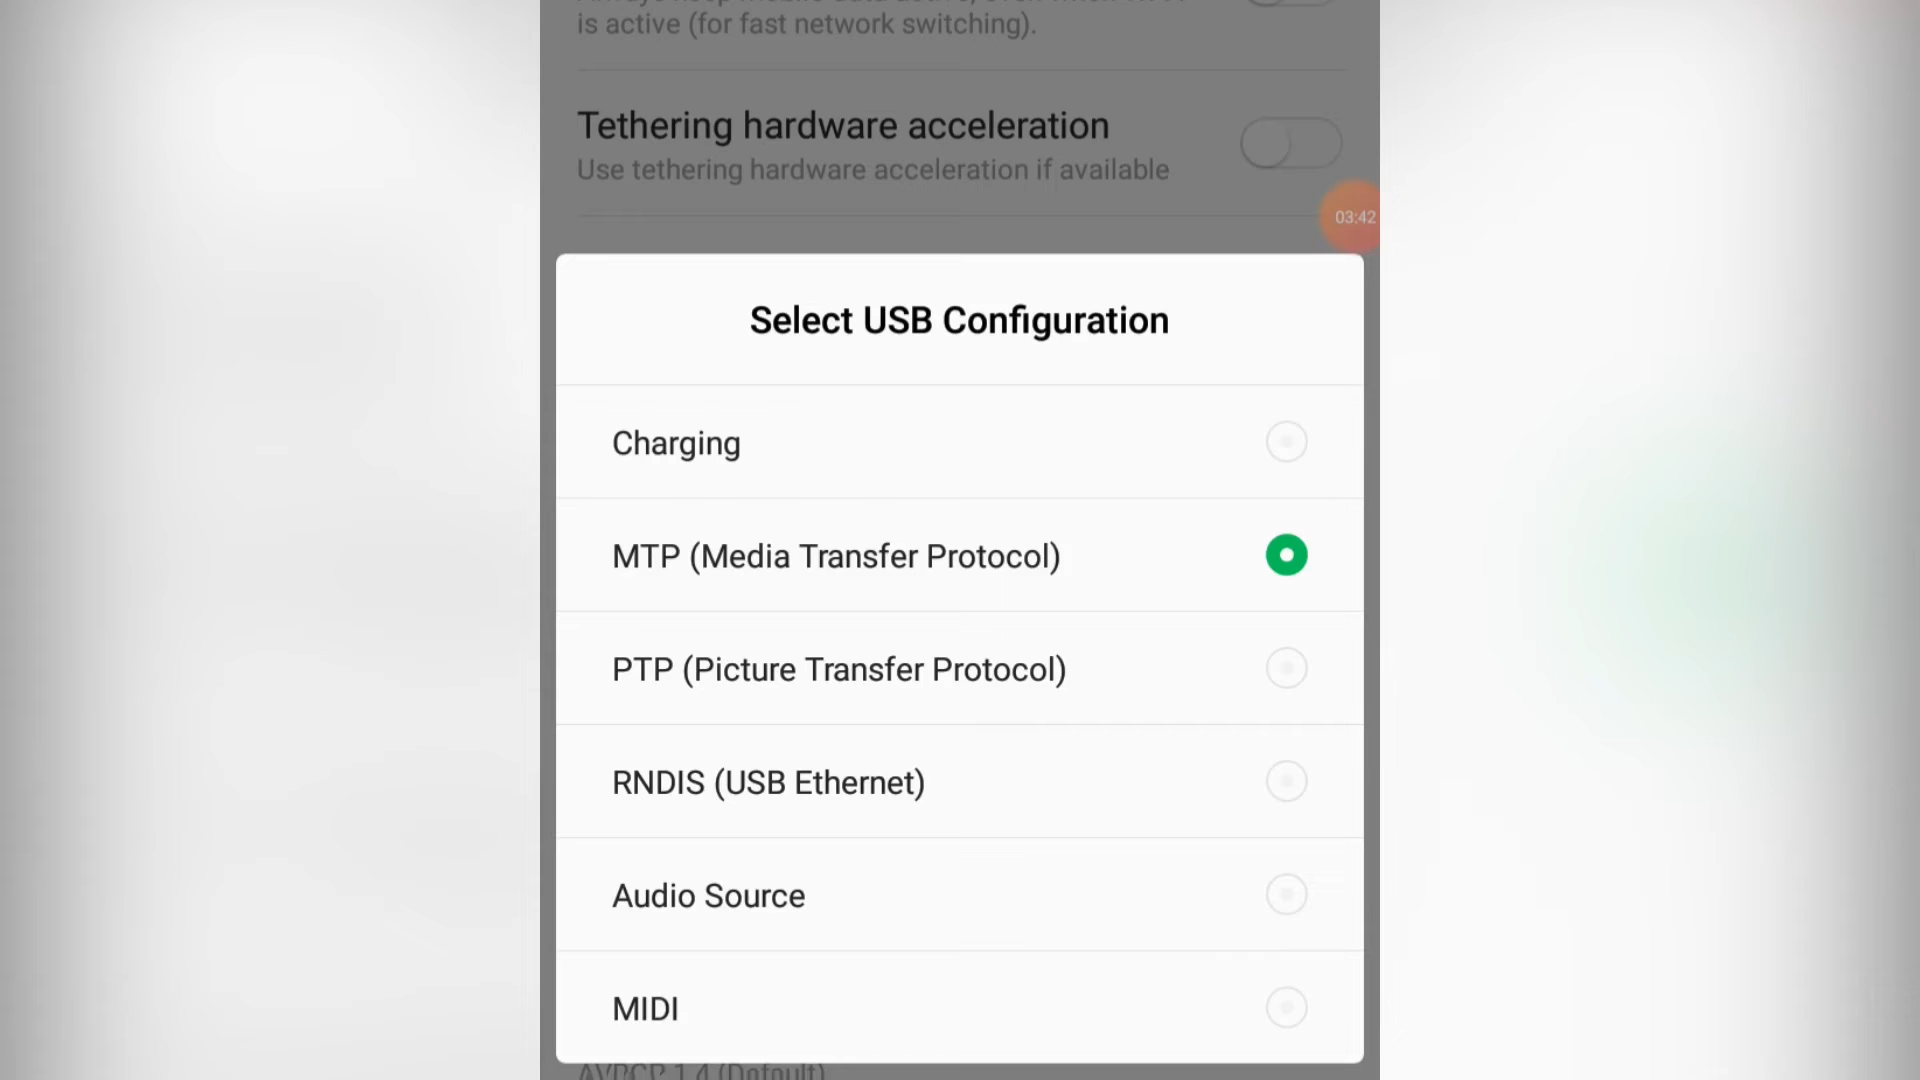 is active (for fast network switching).
Tethering hardware acceleration
Use tethering hardware acceleration if available
03:42
Select USB Configuration
Charging
MTP (Media Transfer Protocol)
PTP (Picture Transfer Protocol)
RNDIS (USB Ethernet)
Audio Source
MIDI
AVRCP 1.4 (Default)